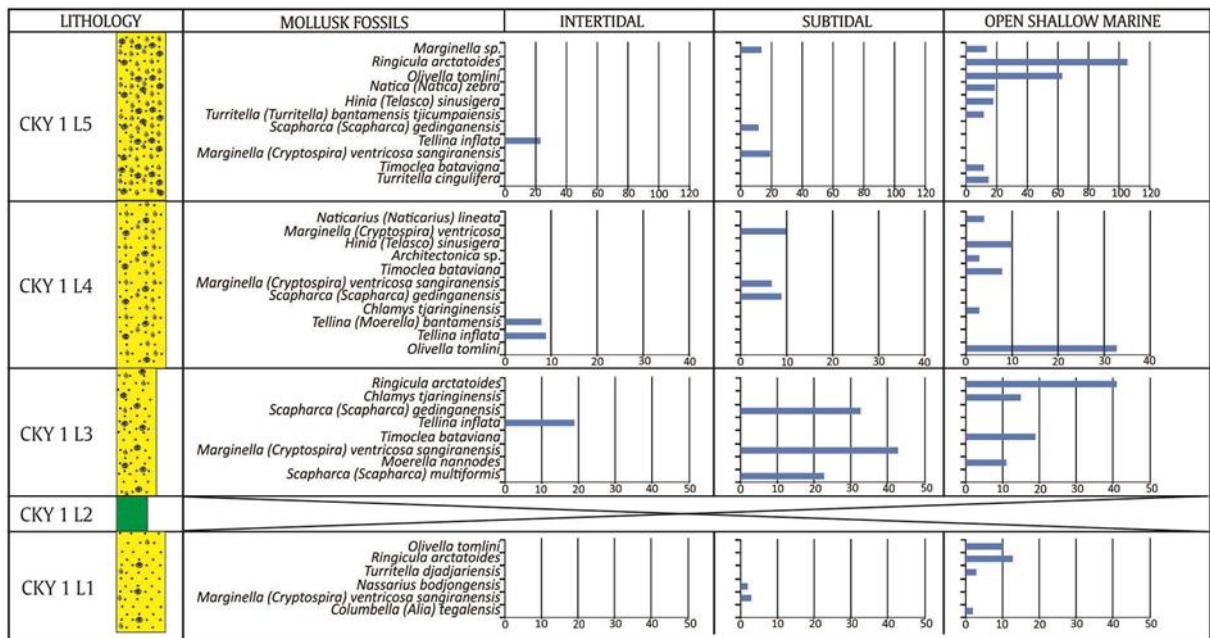 LITHOLOGY MOLLUSK FOSSILS INTERTIDAL SUBTIDAL OPEN SHALLOW MARINE
CKY 1 L5
Marginella sp.
Ringicula arctatoides
Olivella tomlini
Natica (Natica) zebra
Hinia (Telasco) sinusigera
Turritella (Turritella) bantamensis tjicumpaiensis
Scapharca (Scapharca) gedinganensis
Tellina inflata
Marginella (Cryptospira) ventricosa sangiranensis
Timoclea bataviana
Turritella cingulifera
0 20 40 60 80 100 120 0 20 40 60 80 100 120 0 20 40 60 80 100 120
CKY 1 L4
Naticarius (Naticarius) lineata
Marginella (Cryptospira) ventricosa
Hinia (Telasco) sinusigera
Architectonica sp.
Timoclea bataviana
Marginella (Cryptospira) ventricosa sangiranensis
Scapharca (Scapharca) gedinganensis
Chlamys tjaringinensis
Tellina (Moerella) bantamensis
Tellina inflata
Olivella tomlini
0 10 20 30 40 0 10 20 30 40 0 10 20 30 40
CKY 1 L3
Ringicula arctatoides
Chlamys tjaringinensis
Scapharca (Scapharca) gedinganensis
Tellina inflata
Timoclea bataviana
Marginella (Cryptospira) ventricosa sangiranensis
Moerella nannodes
Scapharca (Scapharca) multiformis
0 10 20 30 40 50 0 10 20 30 40 50 0 10 20 30 40 50
CKY 1 L2
CKY 1 L1
Olivella tomlini
Ringicula arctatoides
Turritella djadjariensis
Nassarius bodjongensis
Marginella (Cryptospira) ventricosa sangiranensis
Columbella (Alia) tegalensis
0 10 20 30 40 50 0 10 20 30 40 50 0 10 20 30 40 50